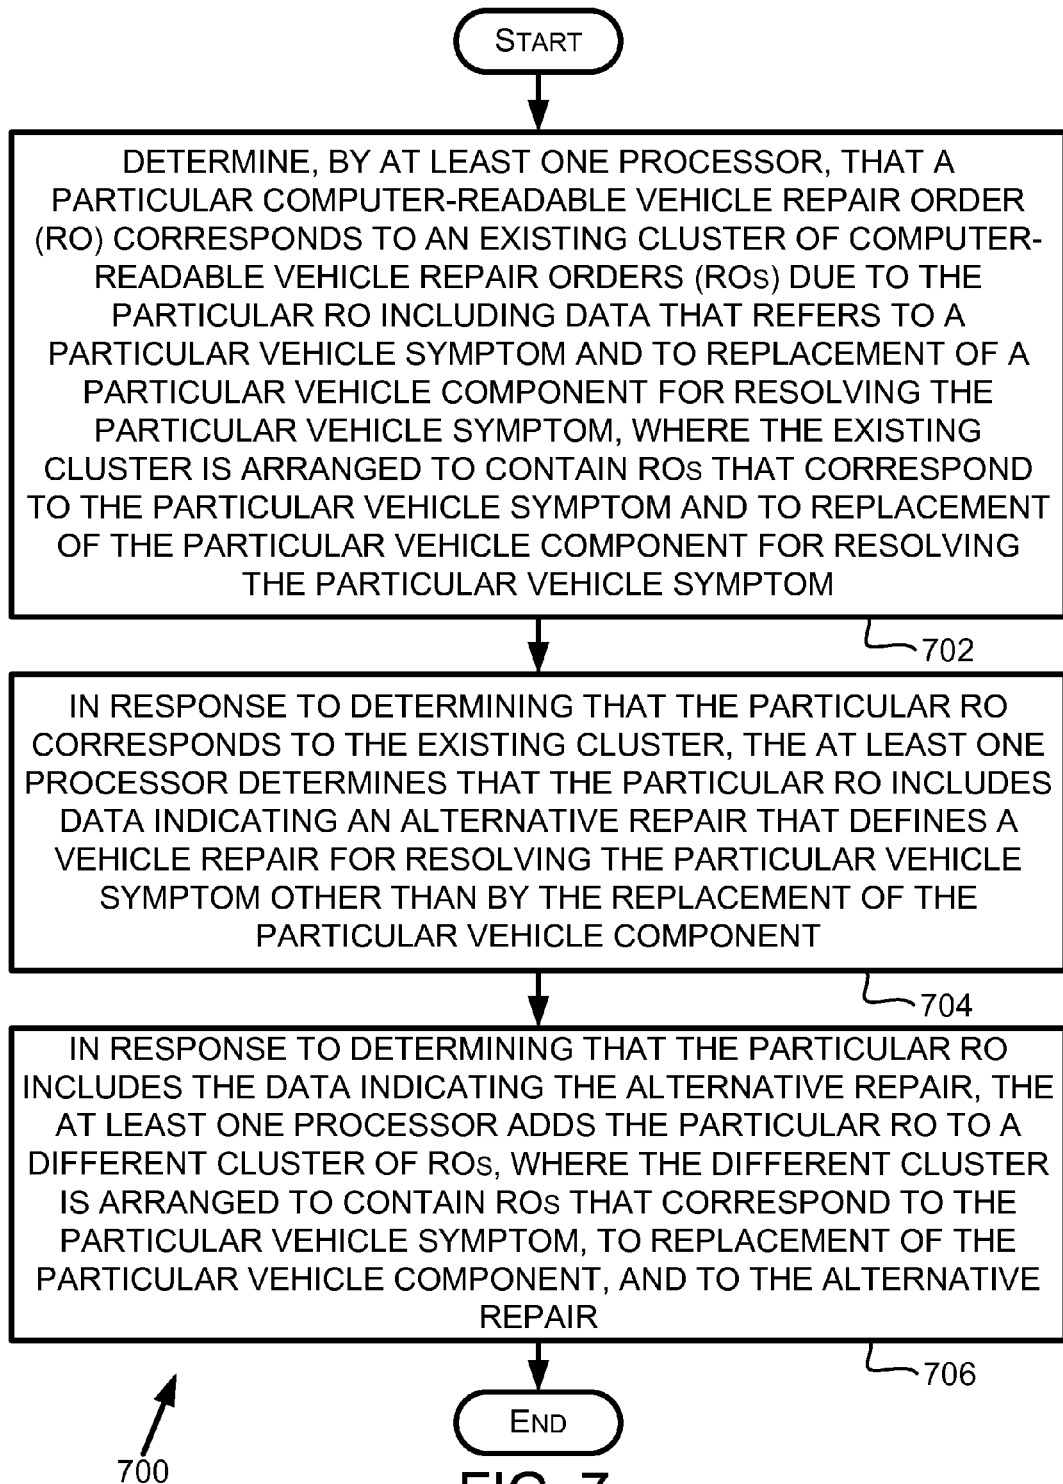 START
DETERMINE, BY AT LEAST ONE PROCESSOR, THAT A
PARTICULAR COMPUTER-READABLE VEHICLE REPAIR ORDER
(RO) CORRESPONDS TO AN EXISTING CLUSTER OF COMPUTER-
READABLE VEHICLE REPAIR ORDERS (ROS) DUE TO THE
PARTICULAR RO INCLUDING DATA THAT REFERS TO A
PARTICULAR VEHICLE SYMPTOM AND TO REPLACEMENT OF A
PARTICULAR VEHICLE COMPONENT FOR RESOLVING THE
PARTICULAR VEHICLE SYMPTOM, WHERE THE EXISTING
CLUSTER IS ARRANGED TO CONTAIN ROS THAT CORRESPOND
TO THE PARTICULAR VEHICLE SYMPTOM AND TO REPLACEMENT
OF THE PARTICULAR VEHICLE COMPONENT FOR RESOLVING
THE PARTICULAR VEHICLE SYMPTOM
702
IN RESPONSE TO DETERMINING THAT THE PARTICULAR RO
CORRESPONDS TO THE EXISTING CLUSTER, THE AT LEAST ONE
PROCESSOR DETERMINES THAT THE PARTICULAR RO INCLUDES
DATA INDICATING AN ALTERNATIVE REPAIR THAT DEFINES A
VEHICLE REPAIR FOR RESOLVING THE PARTICULAR VEHICLE
SYMPTOM OTHER THAN BY THE REPLACEMENT OF THE
PARTICULAR VEHICLE COMPONENT
704
IN RESPONSE TO DETERMINING THAT THE PARTICULAR RO
INCLUDES THE DATA INDICATING THE ALTERNATIVE REPAIR, THE
AT LEAST ONE PROCESSOR ADDS THE PARTICULAR RO TO A
DIFFERENT CLUSTER OF ROS, WHERE THE DIFFERENT CLUSTER
IS ARRANGED TO CONTAIN ROS THAT CORRESPOND TO THE
PARTICULAR VEHICLE SYMPTOM, TO REPLACEMENT OF THE
PARTICULAR VEHICLE COMPONENT, AND TO THE ALTERNATIVE
REPAIR
706
END
700
FIG. 7